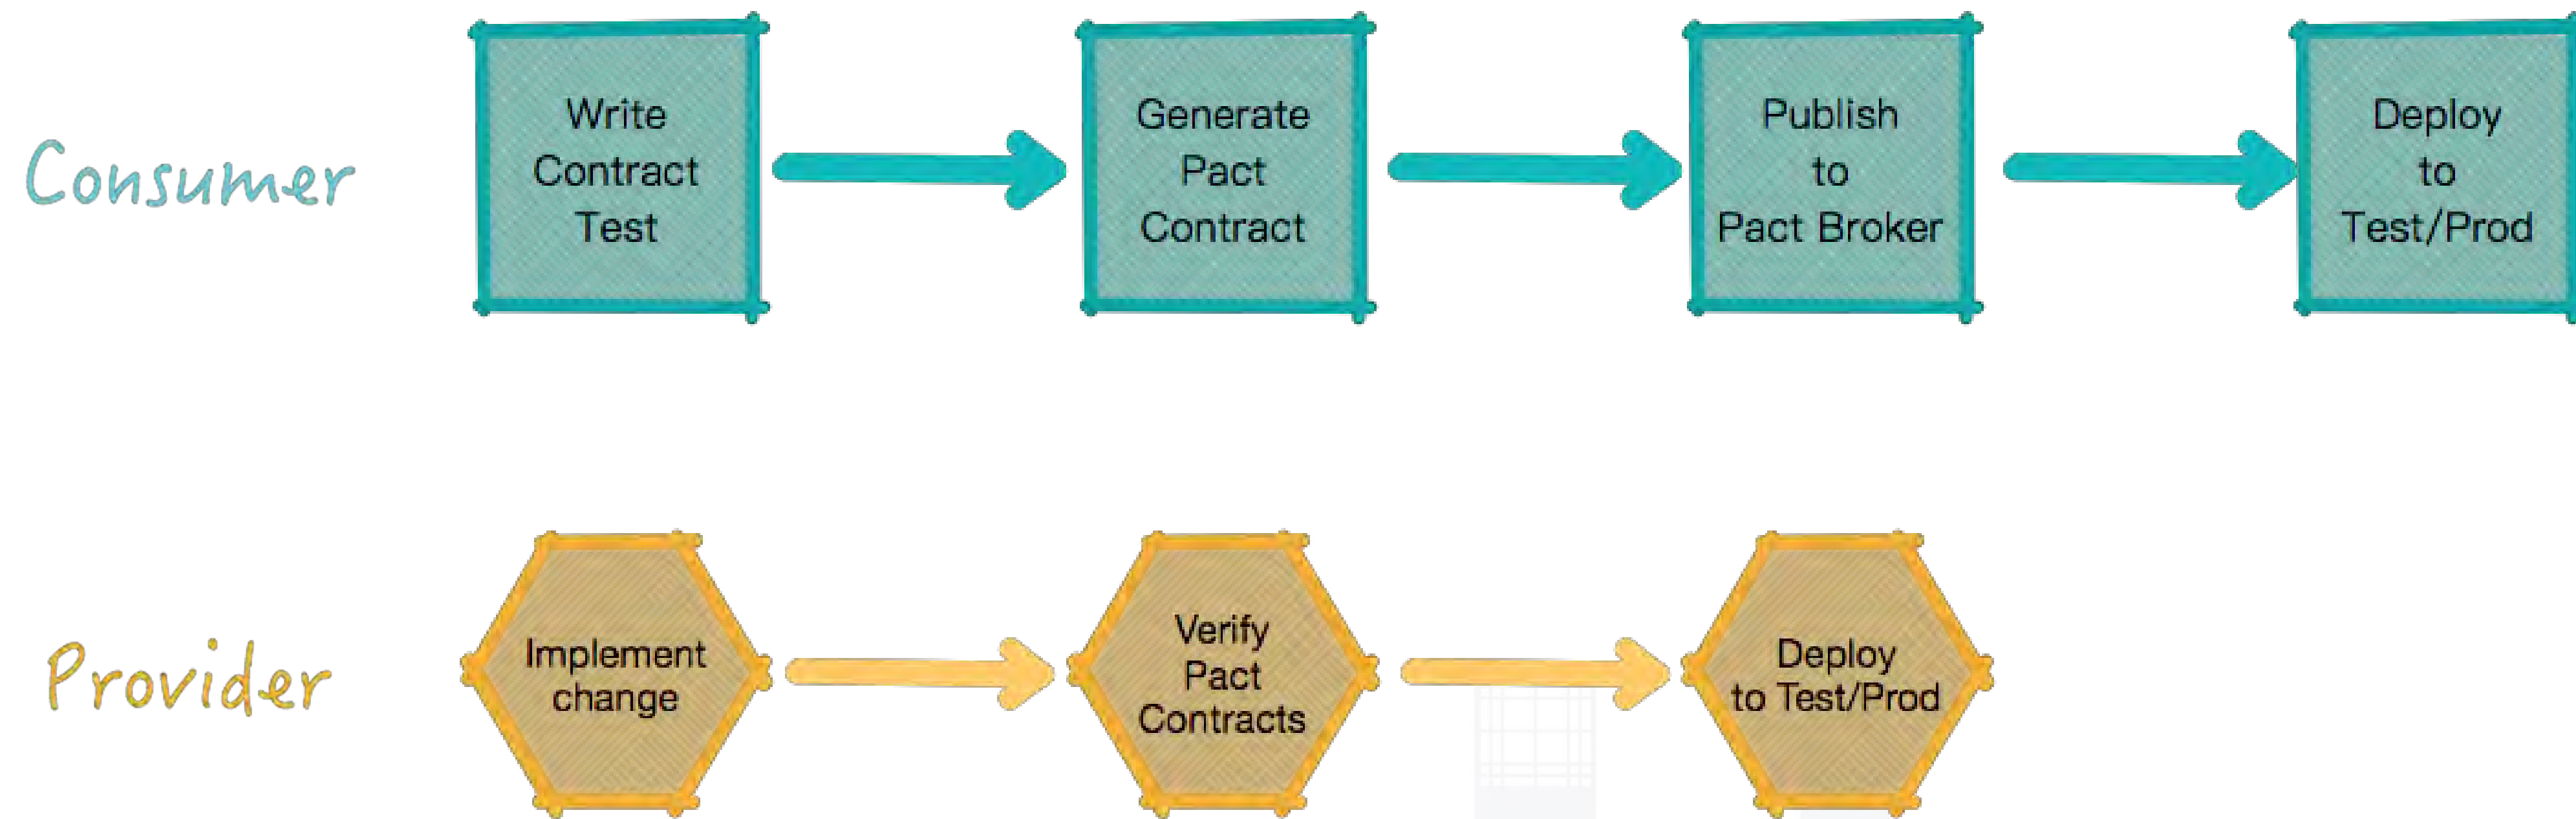 Consumer
Write
Contract
Test
Generate
Pact
Contract
Publish
to
Pact Broker
Deploy
to
Test/Prod
Provider
Implement
change
Verify
Pact
Contracts
Deploy
to Test/Prod